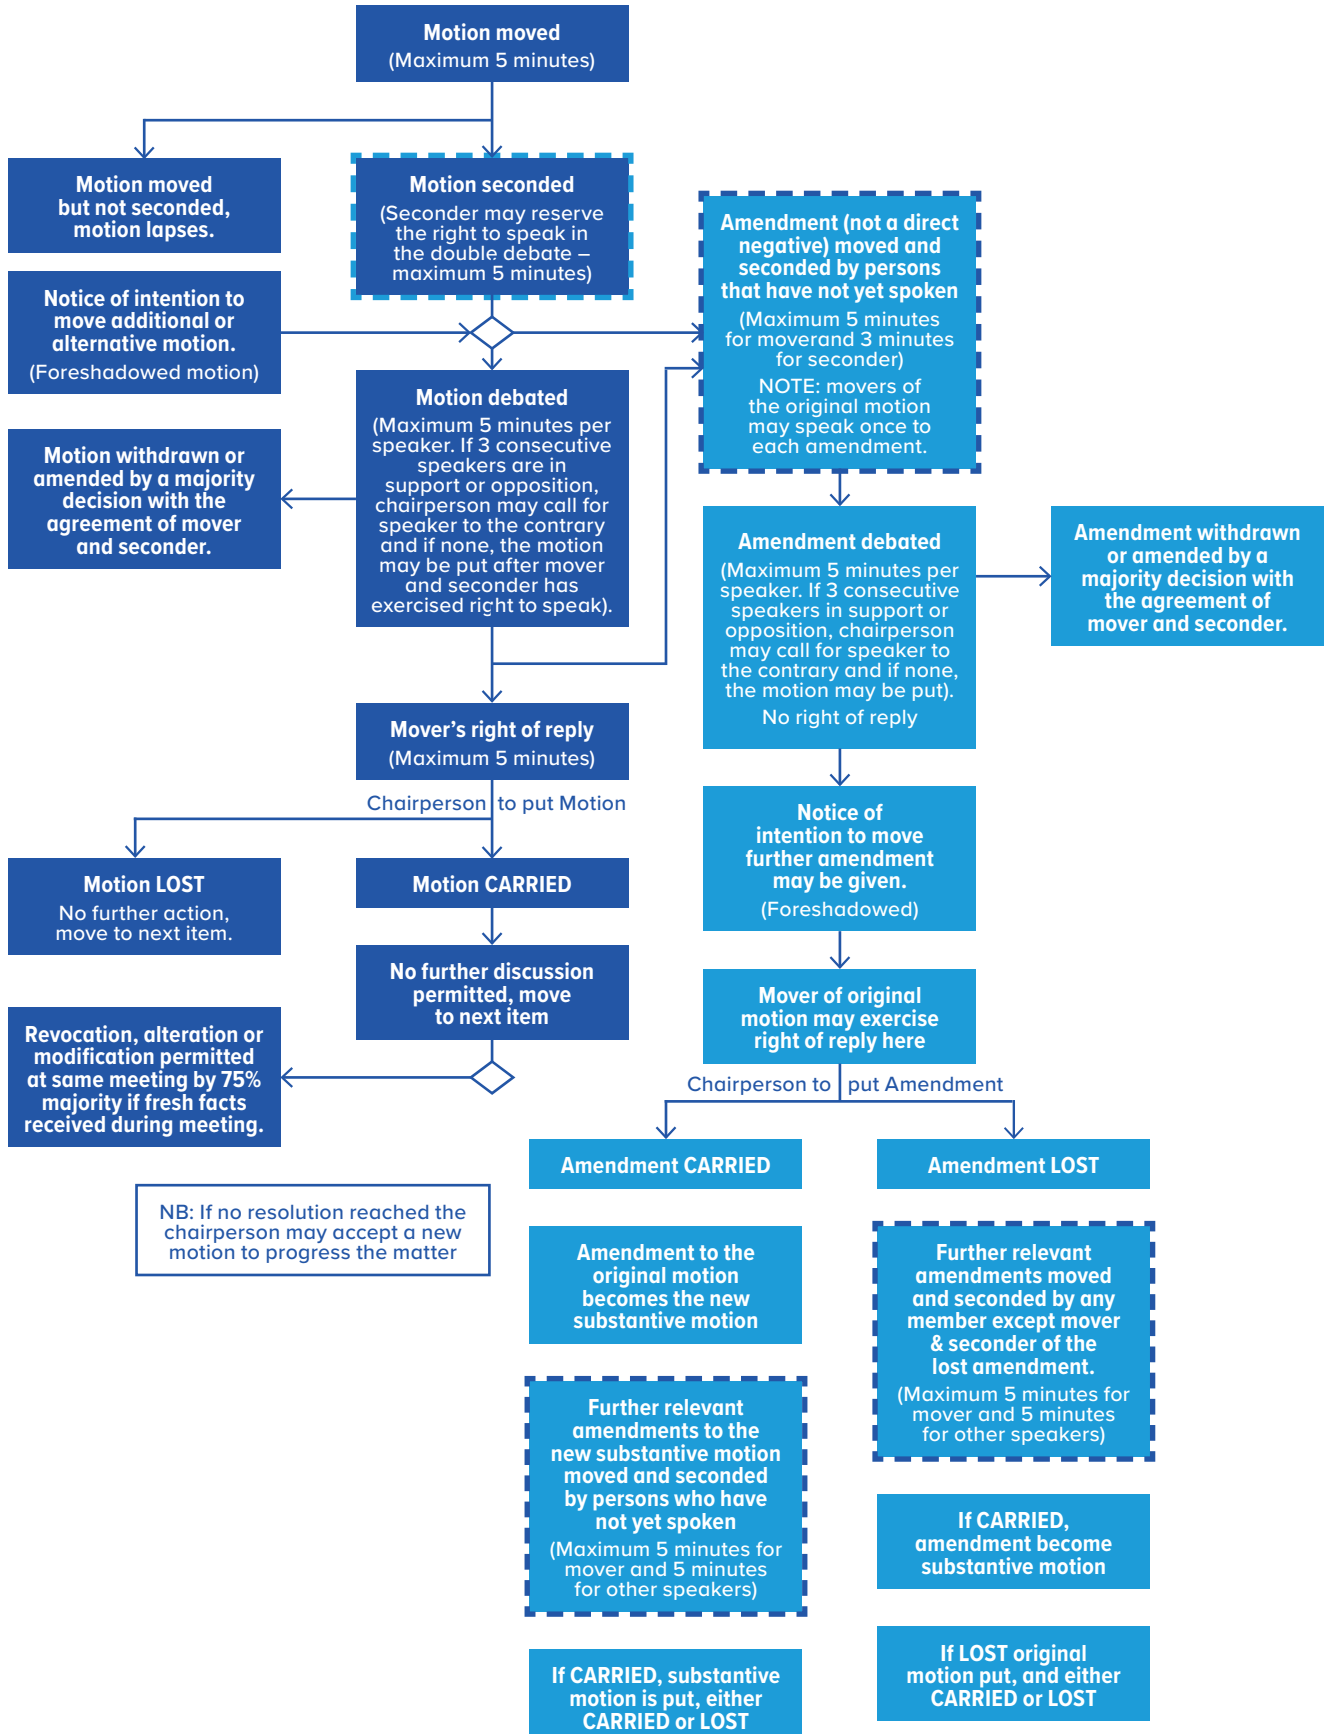 Motion moved
(Maximum 5 minutes)
Motion moved
but not seconded,
motion lapses.
Motion seconded
(Seconder may reserve
the right to speak in
the double debate –
maximum 5 minutes)
Amendment (not a direct
negative) moved and
seconded by persons
that have not yet spoken
(Maximum 5 minutes
for moverand 3 minutes
for seconder)
NOTE: movers of
the original motion
may speak once to
each amendment.
Notice of intention to
move additional or
alternative motion.
(Foreshadowed motion)
Motion debated
(Maximum 5 minutes per
speaker. If 3 consecutive
speakers are in
support or opposition,
chairperson may call for
speaker to the contrary
and if none, the motion
may be put after mover
and seconder has
exercised right to speak).
Motion withdrawn or
amended by a majority
decision with the
agreement of mover
and seconder.
Amendment debated
(Maximum 5 minutes per
speaker. If 3 consecutive
speakers in support or
opposition, chairperson
may call for speaker to
the contrary and if none,
the motion may be put).
No right of reply
Amendment withdrawn
or amended by a
majority decision with
the agreement of
mover and seconder.
Mover’s right of reply
(Maximum 5 minutes)
Chairperson to put Motion
Notice of
intention to move
further amendment
may be given.
(Foreshadowed)
Motion LOST
No further action,
move to next item.
Motion CARRIED
No further discussion
permitted, move
to next item
Mover of original
motion may exercise
right of reply here
Revocation, alteration or
modification permitted
at same meeting by 75%
majority if fresh facts
received during meeting.
Chairperson to put Amendment
Amendment CARRIED
Amendment LOST
NB: If no resolution reached the
chairperson may accept a new
motion to progress the matter
Amendment to the
original motion
becomes the new
substantive motion
Further relevant
amendments moved
and seconded by any
member except mover
& seconder of the
lost amendment.
(Maximum 5 minutes for
mover and 5 minutes
for other speakers)
Further relevant
amendments to the
new substantive motion
moved and seconded
by persons who have
not yet spoken
(Maximum 5 minutes for
mover and 5 minutes
for other speakers)
If CARRIED,
amendment become
substantive motion
If CARRIED, substantive
motion is put, either
CARRIED or LOST
If LOST original
motion put, and either
CARRIED or LOST